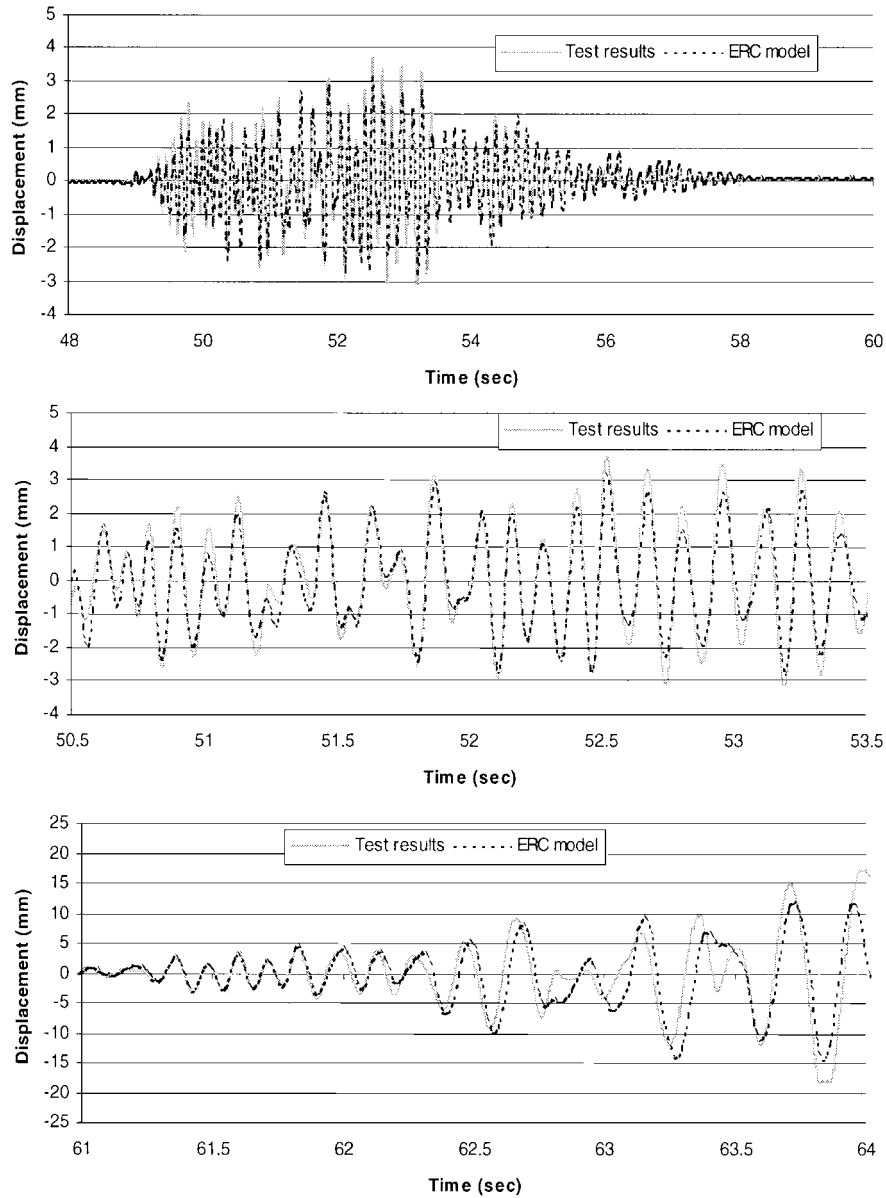 5
4
3
2
1
0
-1
-2
-3
-4
Displacement (mm)
Test results
ERC model
48 50 52 54 56 58 60
Time (sec)
5
4
3
2
1
0
-1
-2
-3
-4
Displacement (mm)
Test results
ERC model
50.5 51 51.5 52 52.5 53 53.5
Time (sec)
25
20
15
10
5
0
-5
-10
-15
-20
-25
Displacement (mm)
Test results
ERC model
61 61.5 62 62.5 63 63.5 64
Time (sec)